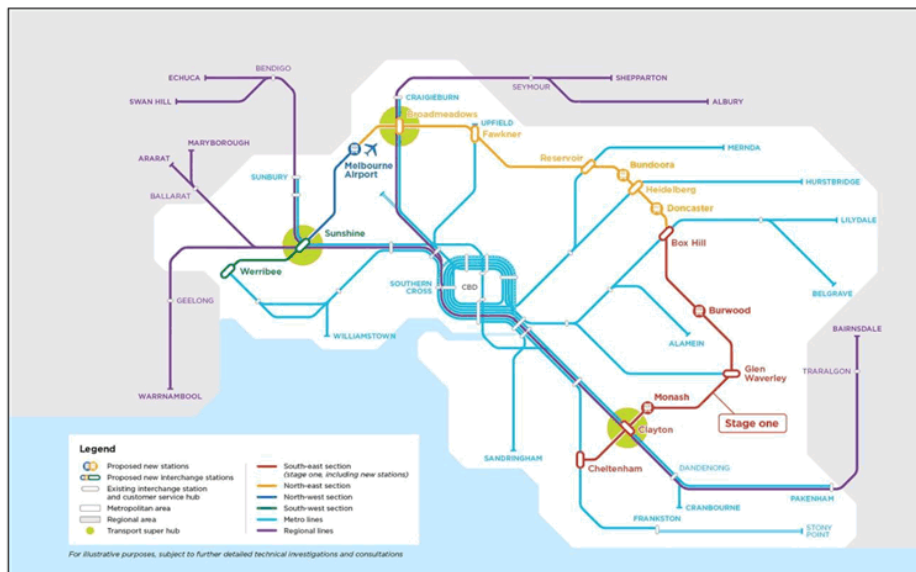 ECHUCA
BENDIGO
SWAN HILL
MARYBOROUGH
ARARAT
BALLARAT
SUNBURY
CRAIGIEBURN
Broadmeadows
SEYMOUR
SHEPPARTON
ALBURY
UPFIELD
Fawkner
Melbourne
Airport
Reservoir
MERNDA
Bundoora
Heidelberg
HURSTBRIDGE
Doncaster
LILYDALE
Sunshine
Box Hill
Werribee
SOUTHERN
CROSS
CBD
BELGRAVE
GEELONG
WILLIAMSTOWN
Burwood
ALAMEIN
BAIRNSDALE
Glen
Waverley
TRARALGON
WARRNAMBOOL
Monash
Stage one
Clayton
SANDRINGHAM
Cheltenham
DANDENONG
PAKENHAM
CRANBOURNE
FRANKSTON
STONY
POINT
Legend
Proposed new stations
Proposed new Interchange stations
Existing interchange station
and customer service hub
Metropolitan area
Regional area
Transport super hub
South-east section
(stage one, including new stations)
North-east section
North-west section
South-west section
Metro lines
Regional lines
For illustrative purposes, subject to further detailed technical investigations and consultations